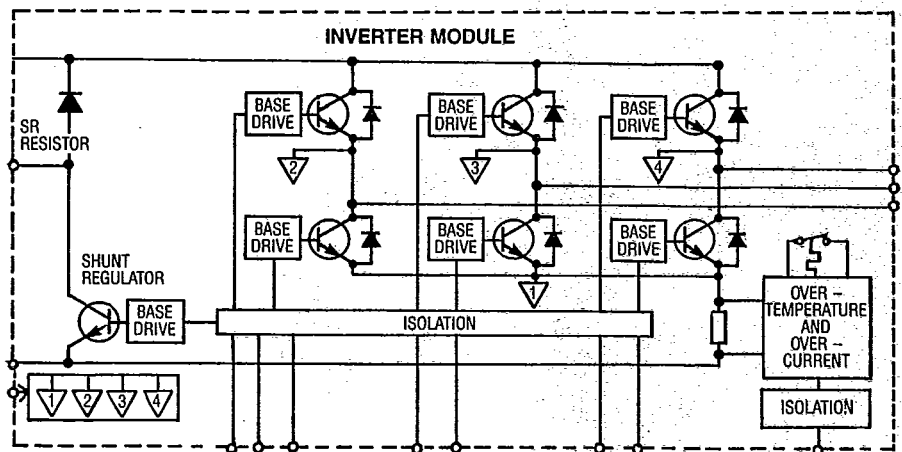 INVERTER MODULE
SR
RESISTOR
BASE
DRIVE
BASE
DRIVE
BASE
DRIVE
2
3
4
BASE
DRIVE
BASE
DRIVE
BASE
DRIVE
SHUNT
REGULATOR
BASE
DRIVE
1
ISOLATION
OVER –
TEMPERATURE
AND
OVER –
CURRENT
1 2 3 4
ISOLATION